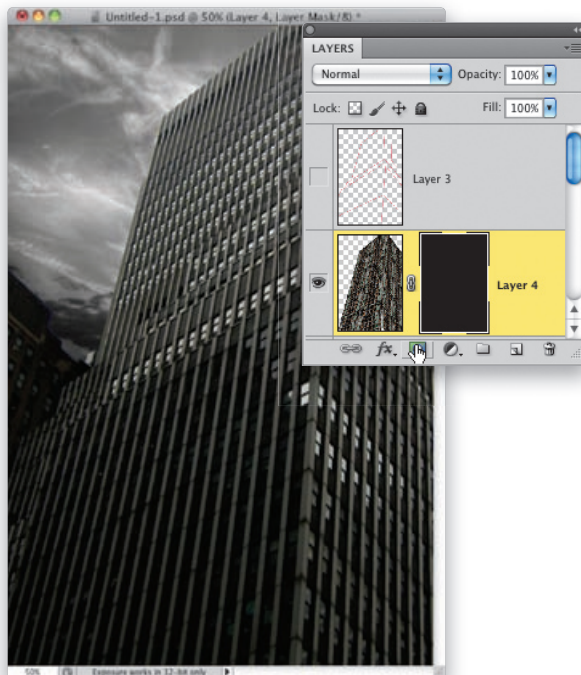 Untitled-1.psd @ 50% (Layer 4, Layer Mask/8) *
LAYERS
Normal
Opacity: 100%
Lock:
Fill: 100%
Layer 3
Layer 4
fx.
50%
Exposure works in 32-bit only